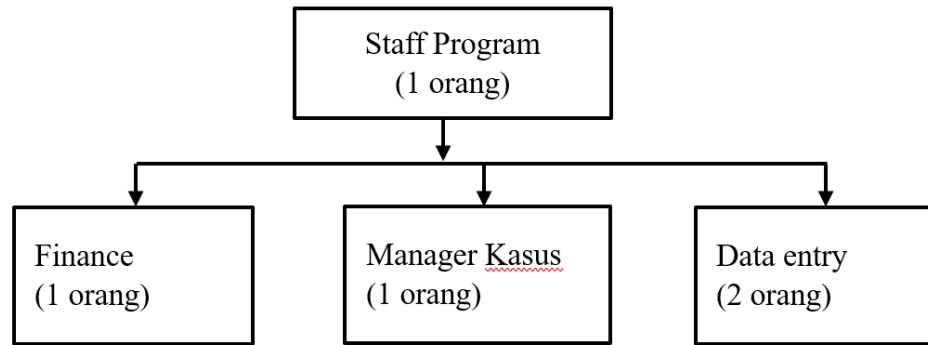 Staff Program
(1 orang)
Finance
(1 orang)
Manager Kasus
(1 orang)
Data entry
(2 orang)